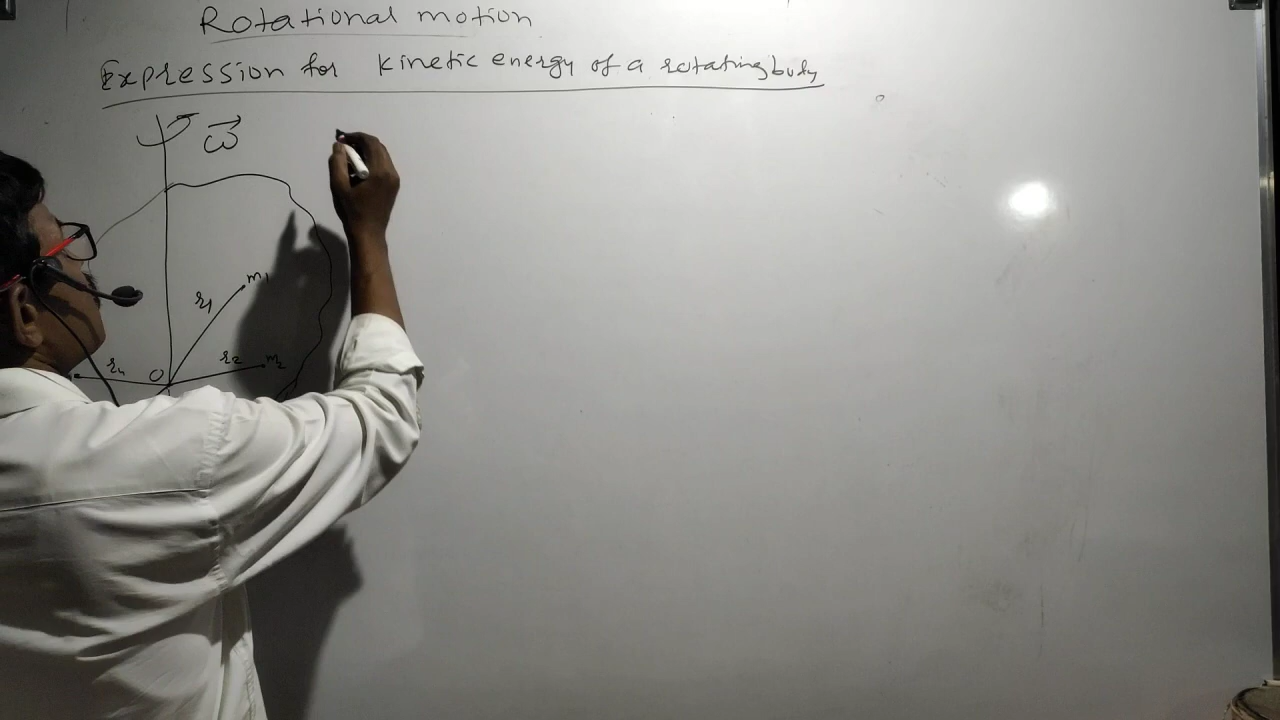 Rotational motion
Expression for kinetic energy of a rotating body
ω
m1
r1
r4
O
r2
m2